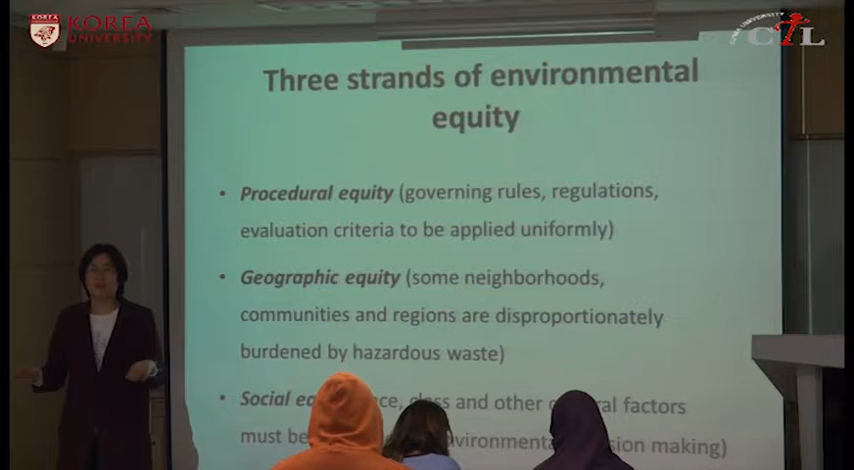 KOREA
UNIVERSITY
CTL
Three strands of environmental
equity
• Procedural equity (governing rules, regulations,
evaluation criteria to be applied uniformly)
• Geographic equity (some neighborhoods,
communities and regions are disproportionately
burdened by hazardous waste)
• Social and other factors
must be making)